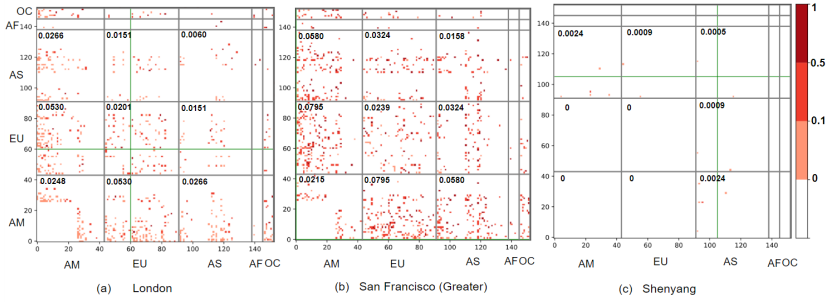 OC
AF
AS
EU
AM
140
120
100
80
60
40
20
0
0.0266 0.0151 0.0060
0.0530 0.0201 0.0151
0.0248 0.0530 0.0266
0 20 40 60 80 100 120 140
AM EU AS AF OC
(a) London
140
120
100
80
60
40
20
0
0.0580 0.0324 0.0158
0.0795 0.0239 0.0324
0.0215 0.0795 0.0580
0 20 40 60 80 100 120 140
AM EU AS AFOC
(b) San Francisco (Greater)
140
120
100
80
60
40
20
0
0.0024 0.0009 0.0005
0 0 0.0009
0 0 0.0024
0 20 40 60 80 100 120 140
AM EU AS AFOC
(c) Shenyang
1
0.5
0.1
0